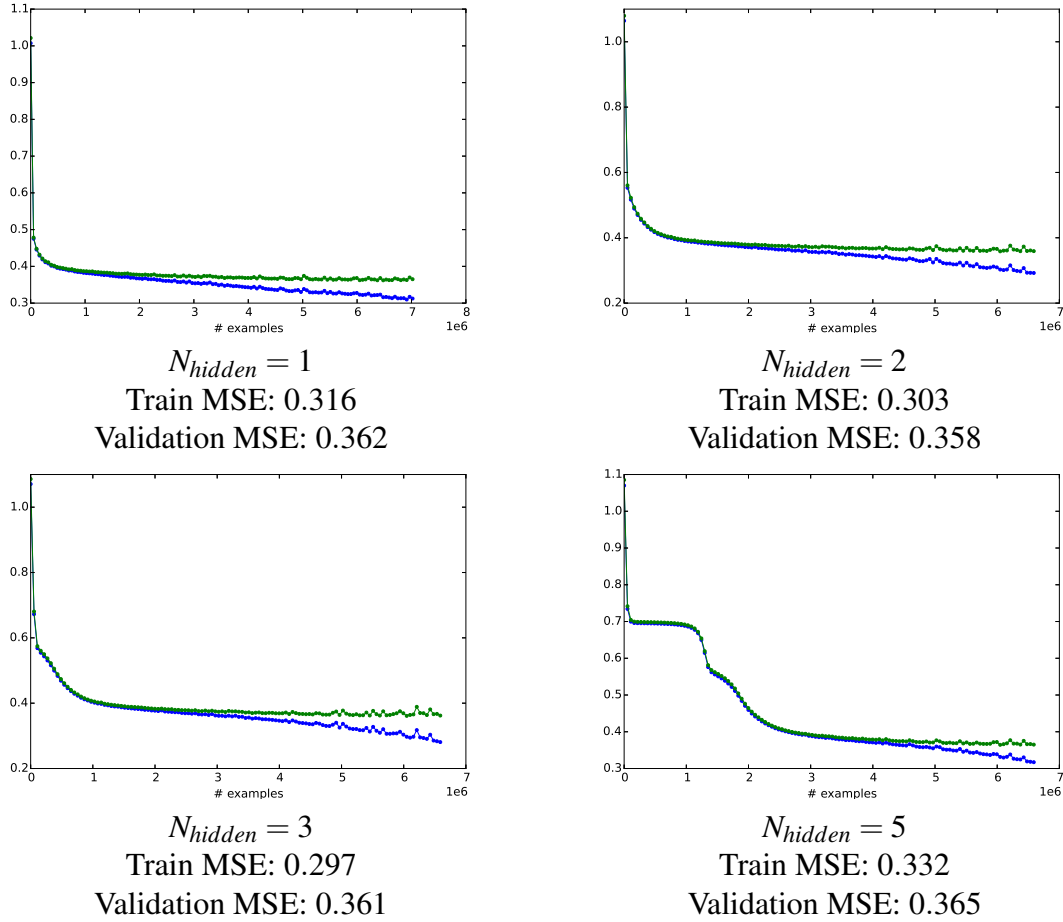 1.1
1.0
0.9
0.8
0.7
0.6
0.5
0.4
0.3
0 1 2 3 4 5 6 7 8
# examples 1e6
N_hidden = 1
Train MSE: 0.316
Validation MSE: 0.362
1.0
0.8
0.6
0.4
0.2
0 1 2 3 4 5 6 7
# examples 1e6
N_hidden = 2
Train MSE: 0.303
Validation MSE: 0.358
1.0
0.8
0.6
0.4
0.2
0 1 2 3 4 5 6 7
# examples 1e6
N_hidden = 3
Train MSE: 0.297
Validation MSE: 0.361
1.1
1.0
0.9
0.8
0.7
0.6
0.5
0.4
0.3
0 1 2 3 4 5 6 7
# examples 1e6
N_hidden = 5
Train MSE: 0.332
Validation MSE: 0.365